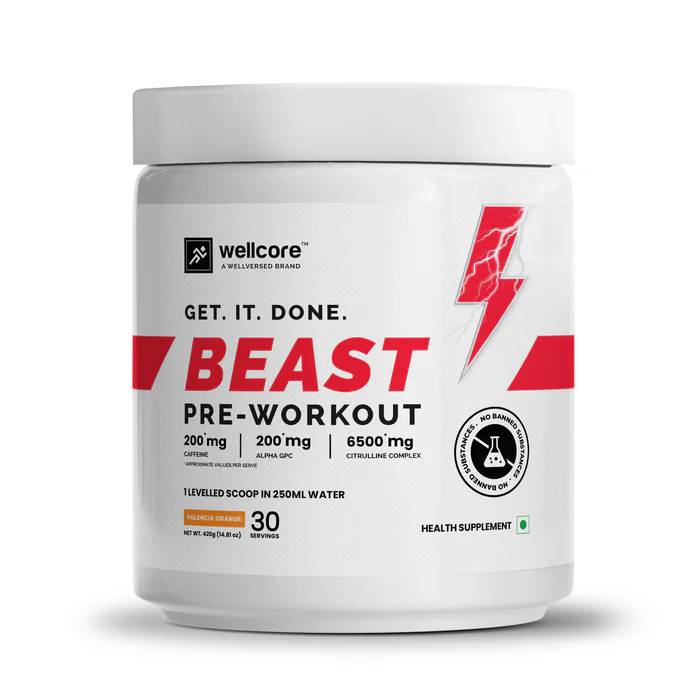 wellcore™
A WELLVERSED BRAND
GET. IT. DONE.
BEAST
PRE-WORKOUT
200*mg 200*mg 6500*mg
CAFFEINE ALPHA GPC CITRULLINE COMPLEX
*APPROXIMATE VALUES PER SERVE
1 LEVELLED SCOOP IN 250ML WATER
VALENCIA ORANGE
30
SERVINGS
NET WT. 420g (14.81 oz)
NO BANNED SUBSTANCES • NO BANNED SUBSTANCES •
HEALTH SUPPLEMENT